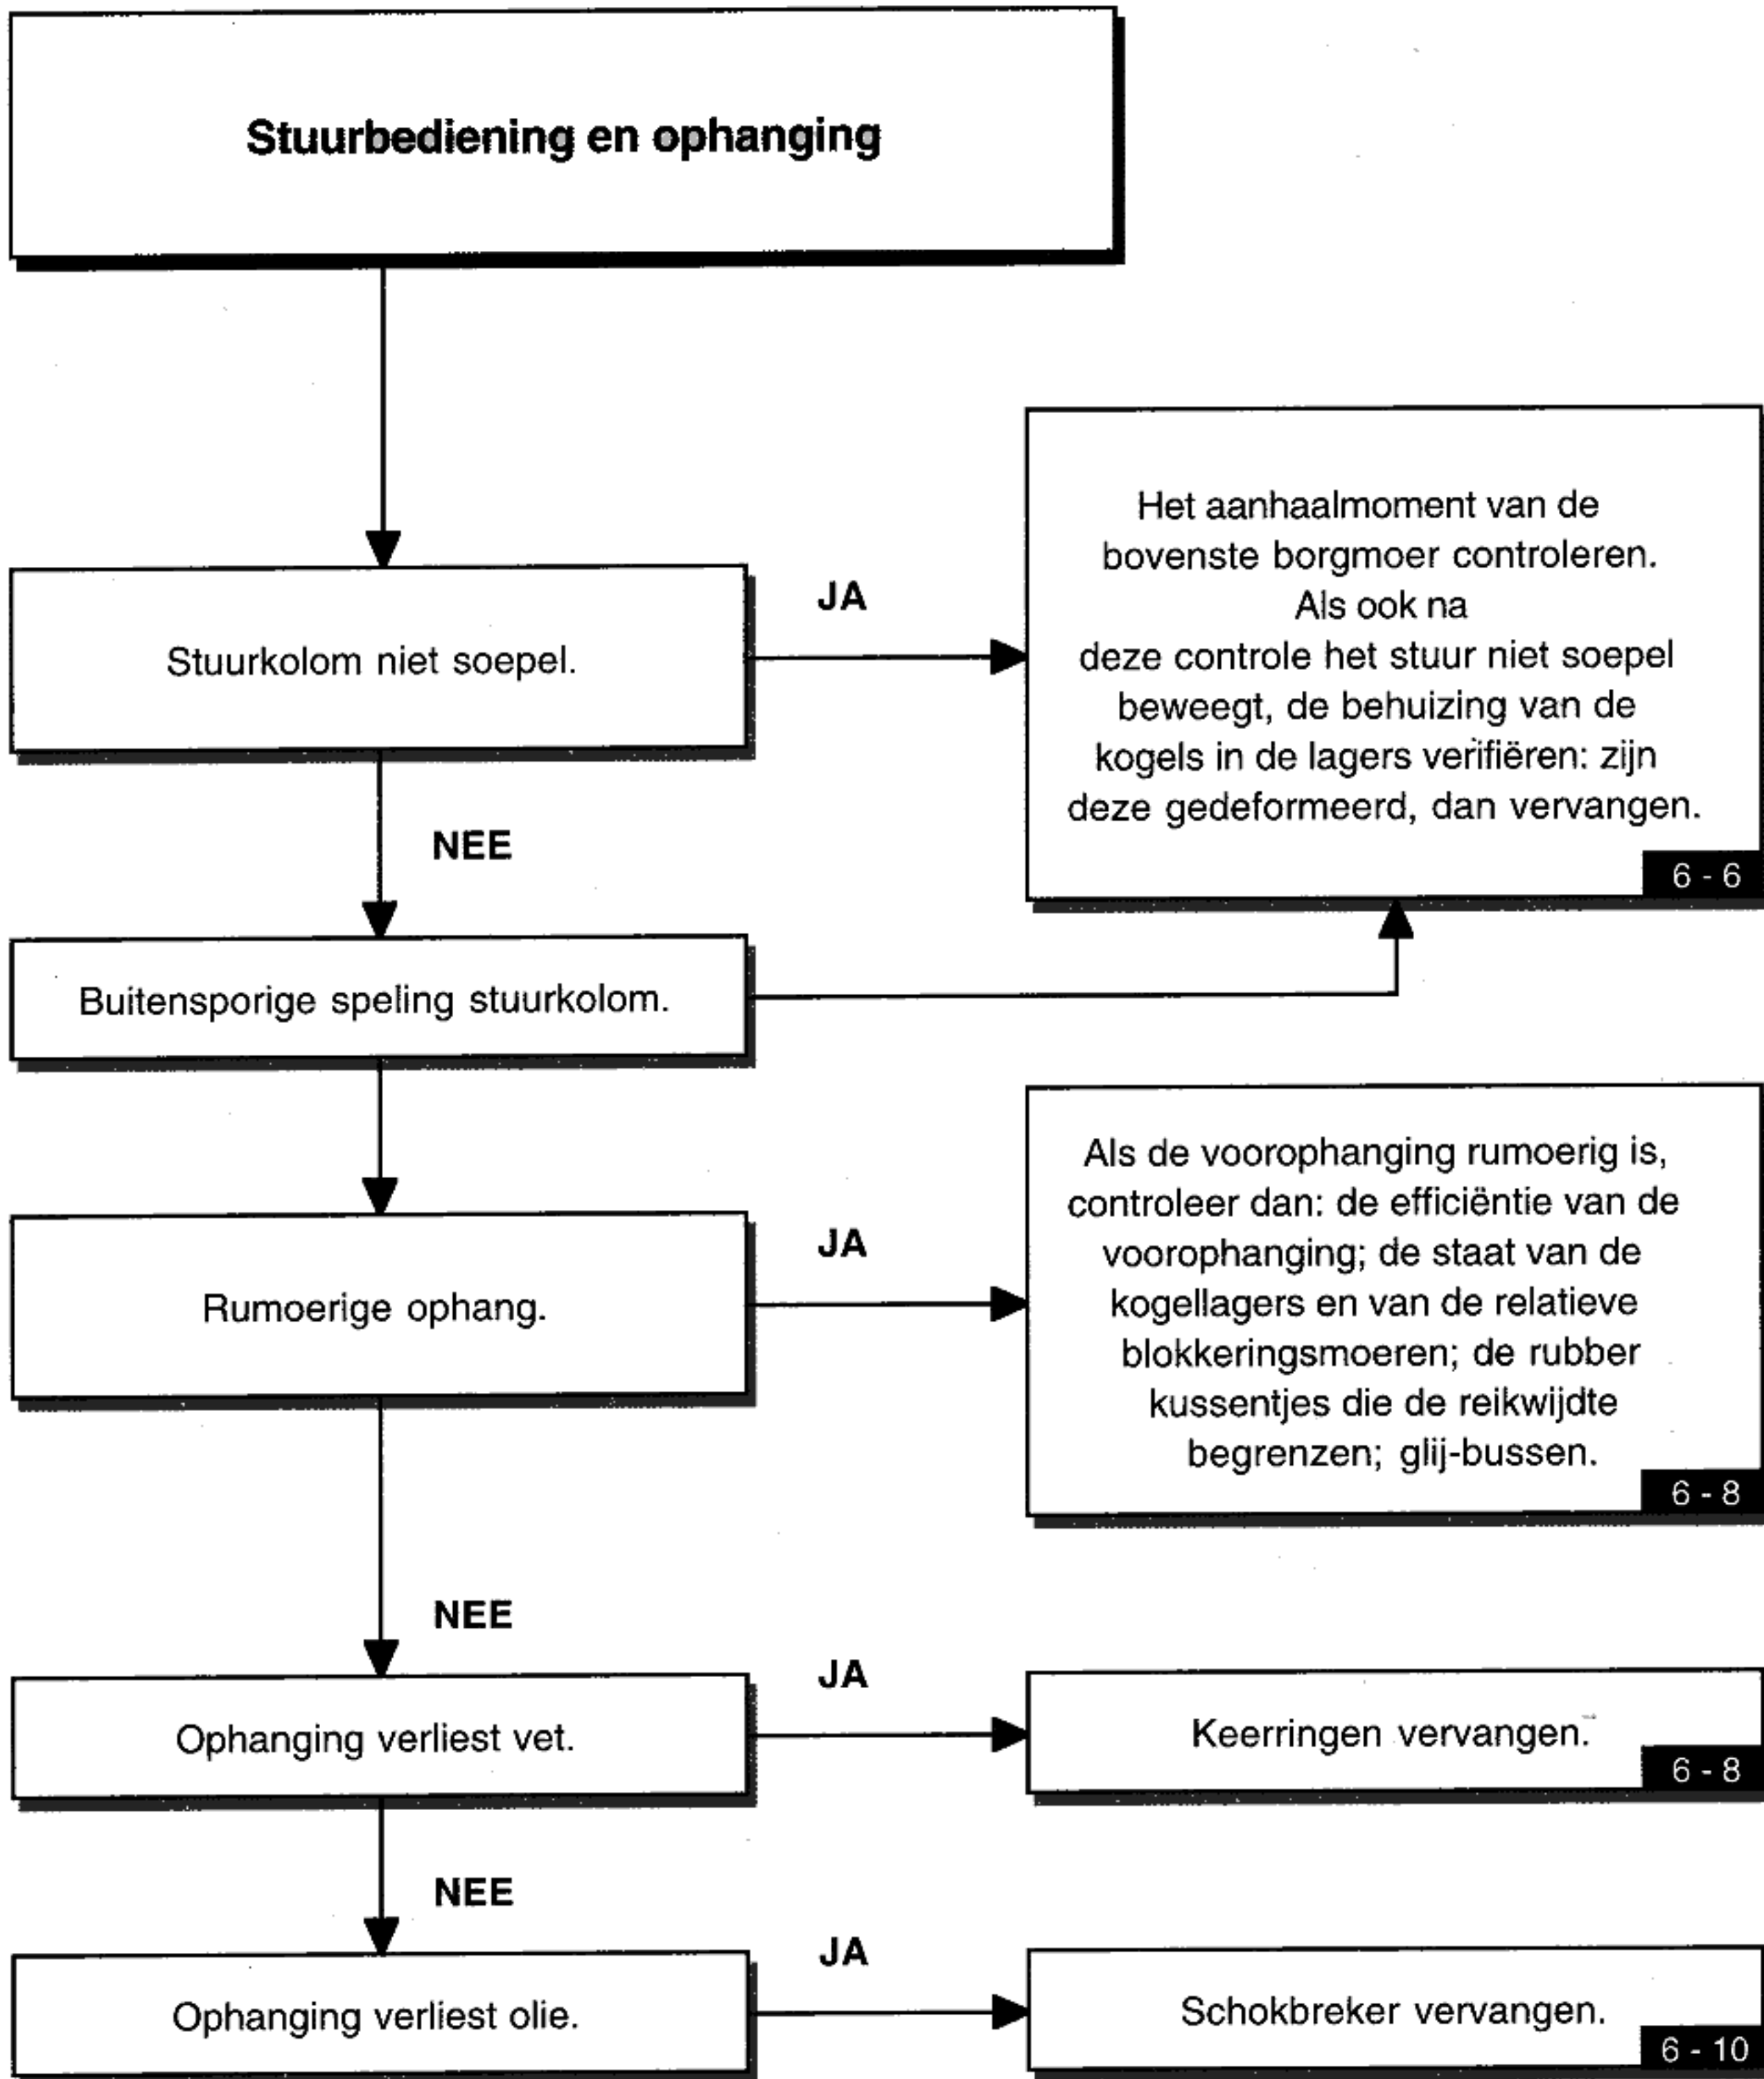 Stuurbediening en ophanging
Het aanhaalmoment van de
bovenste borgmoer controleren.
Als ook na
deze controle het stuur niet soepel
beweegt, de behuizing van de
kogels in de lagers verifiëren: zijn
deze gedeformeerd, dan vervangen.
6 - 6
JA
Stuurkolom niet soepel.
NEE
Buitensporige speling stuurkolom.
Als de voorophanging rumoerig is,
controleer dan: de efficiëntie van de
voorophanging; de staat van de
kogellagers en van de relatieve
blokkeringsmoeren; de rubber
kussentjes die de reikwijdte
begrenzen; glij-bussen.
6 - 8
JA
Rumoerige ophang.
NEE
JA
Ophanging verliest vet.
Keerringen vervangen.
6 - 8
NEE
JA
Ophanging verliest olie.
Schokbreker vervangen.
6 - 10